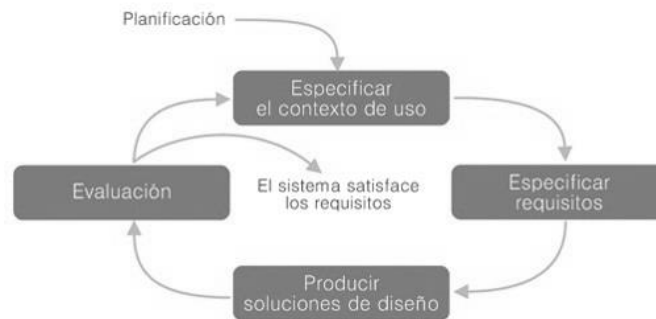 Planificación
Especificar
el contexto de uso
Evaluación
El sistema satisface
los requisitos
Especificar
requisitos
Producir
soluciones de diseño